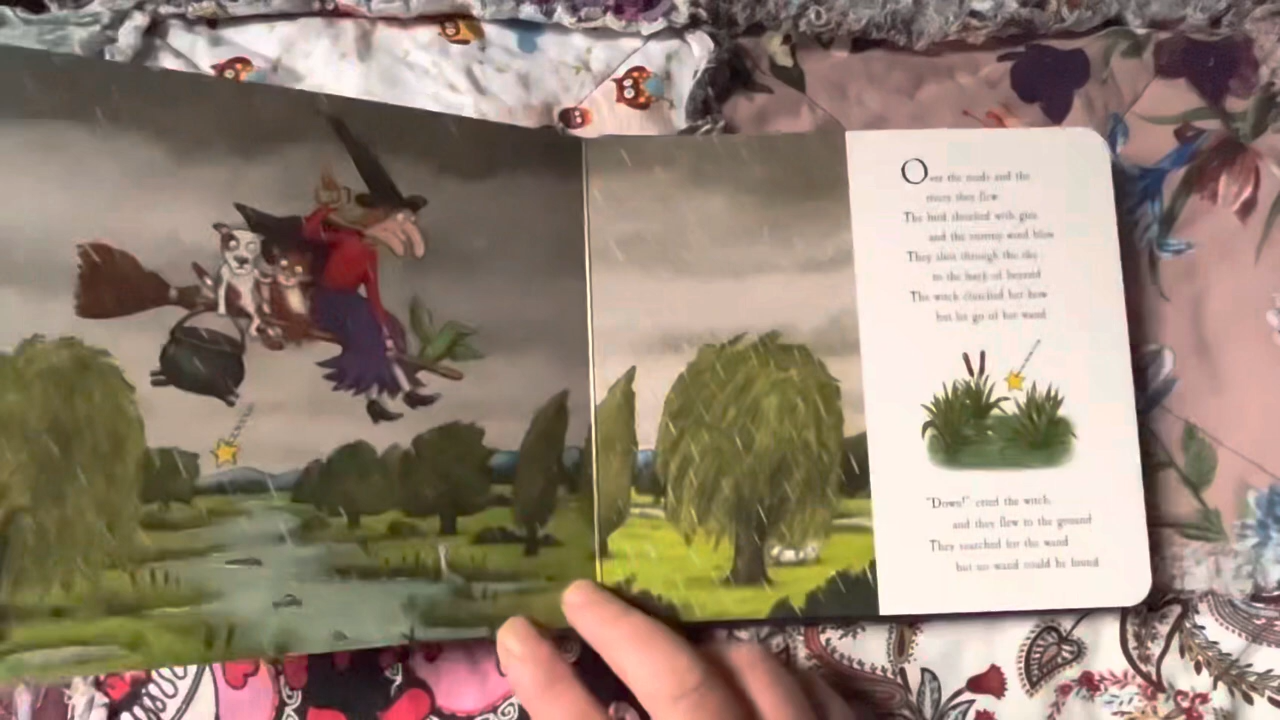 Over the reeds and the
rivers they flew.
The bird shrieked with glee
and the stormy wind blew.
They shot through the sky
to the back of beyond.
The witch clutched her bow
but let go of her wand.
"Down!" cried the witch,
and they flew to the ground.
They searched for the wand
but no wand could be found.